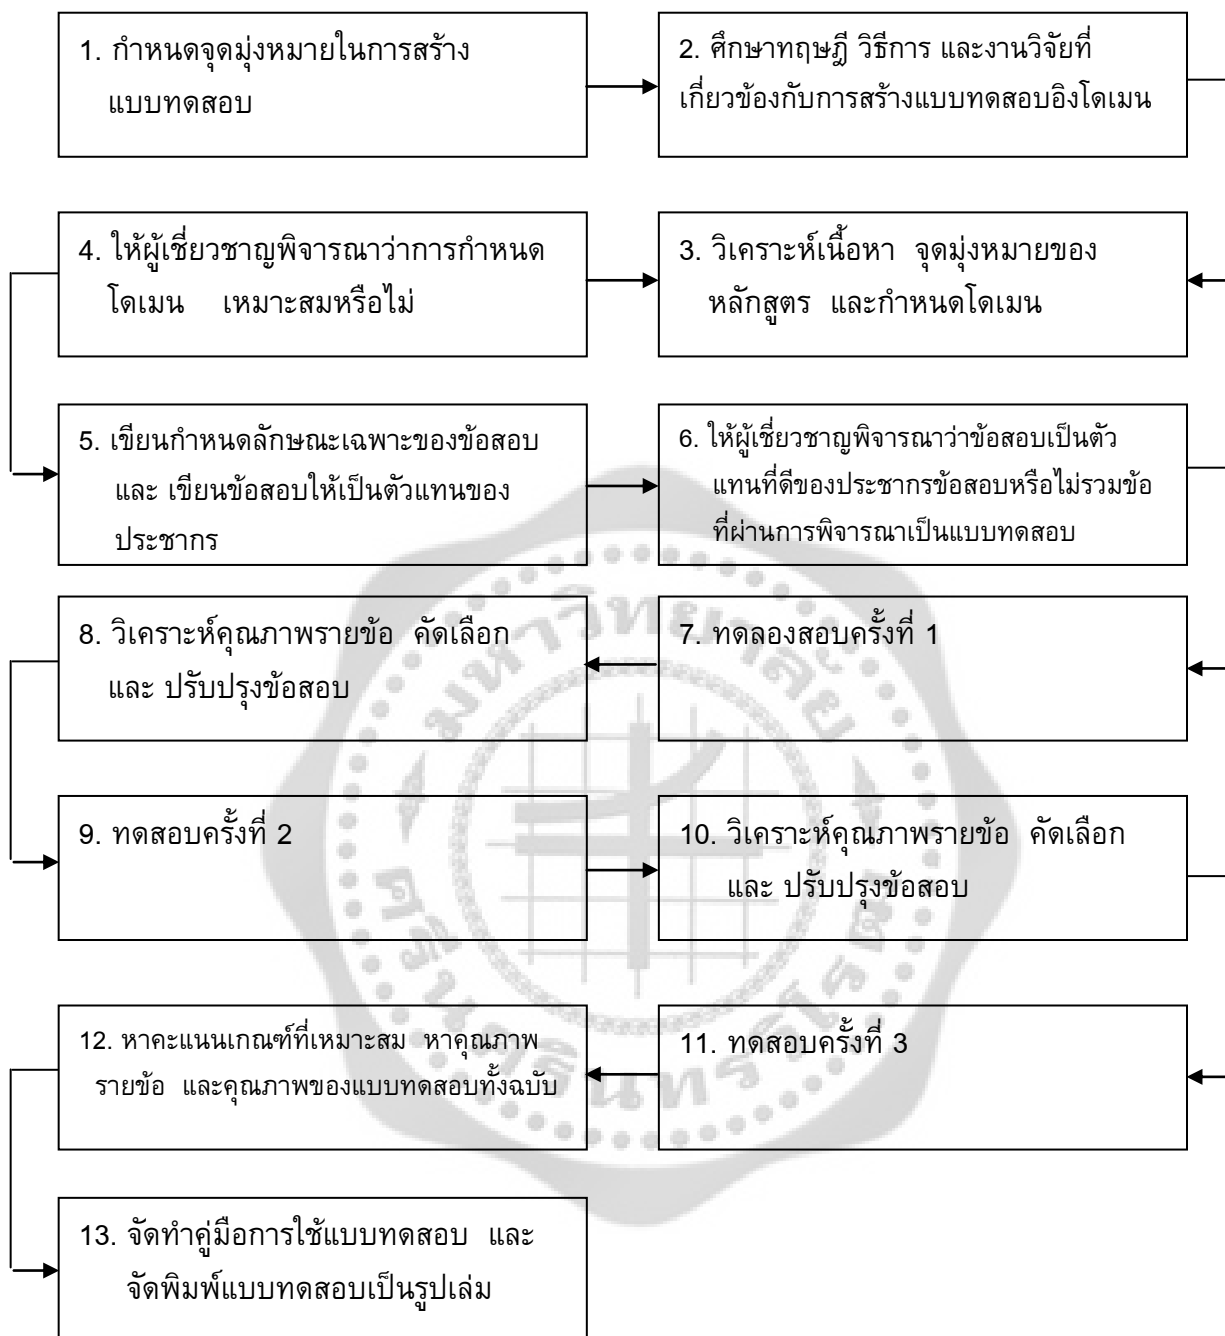 1. กำหนดจุดมุ่งหมายในการสร้าง
แบบทดสอบ
2. ศึกษาทฤษฎี วิธีการ และงานวิจัยที่
เกี่ยวข้องกับการสร้างแบบทดสอบอิงโดเมน
4. ให้ผู้เชี่ยวชาญพิจารณาว่าการกำหนด
โดเมน เหมาะสมหรือไม่
3. วิเคราะห์เนื้อหา จุดมุ่งหมายของ
หลักสูตร และกำหนดโดเมน
5. เขียนกำหนดลักษณะเฉพาะของข้อสอบ
และ เขียนข้อสอบให้เป็นตัวแทนของ
ประชากร
6. ให้ผู้เชี่ยวชาญพิจารณาว่าข้อสอบเป็นตัว
แทนที่ดีของประชากรข้อสอบหรือไม่รวมข้อ
ที่ผ่านการพิจารณาเป็นแบบทดสอบ
8. วิเคราะห์คุณภาพรายข้อ คัดเลือก
และ ปรับปรุงข้อสอบ
7. ทดลองสอบครั้งที่ 1
9. ทดสอบครั้งที่ 2
10. วิเคราะห์คุณภาพรายข้อ คัดเลือก
และ ปรับปรุงข้อสอบ
12. หาคะแนนเกณฑ์ที่เหมาะสม หาคุณภาพ
รายข้อ และคุณภาพของแบบทดสอบทั้งฉบับ
11. ทดสอบครั้งที่ 3
13. จัดทำคู่มือการใช้แบบทดสอบ และ
จัดพิมพ์แบบทดสอบเป็นรูปเล่ม
มหาวิทยาลัย
ศรีนครินทรวิโรฒ